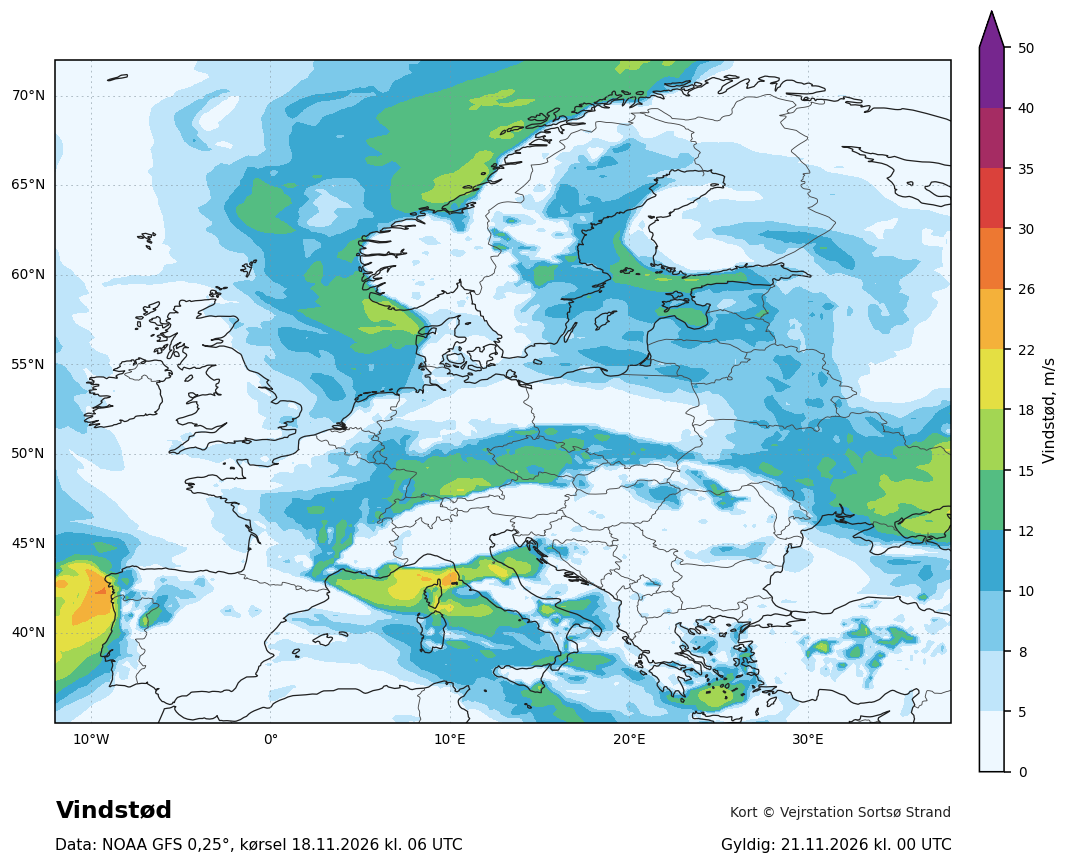 50
40
35
30
26
22
18
15
12
10
8
5
0
Vindstød, m/s
70°N
65°N
60°N
55°N
50°N
45°N
40°N
10°W
0°
10°E
20°E
30°E
Vindstød
Kort © Vejrstation Sortsø Strand
Data: NOAA GFS 0,25°, kørsel 18.11.2026 kl. 06 UTC
Gyldig: 21.11.2026 kl. 00 UTC